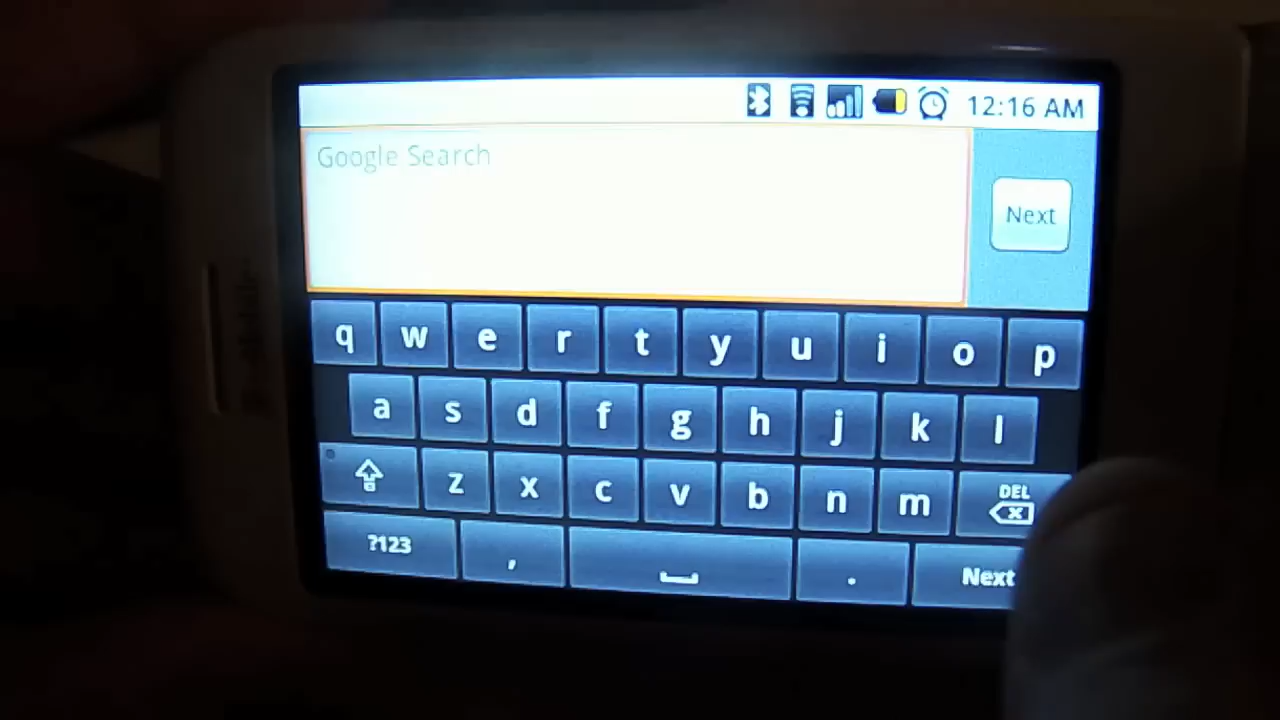 12:16 AM
Google Search
Next
q w e r t y u i o p
a s d f g h j k l
z x c v b n m DEL
?123 , . Next